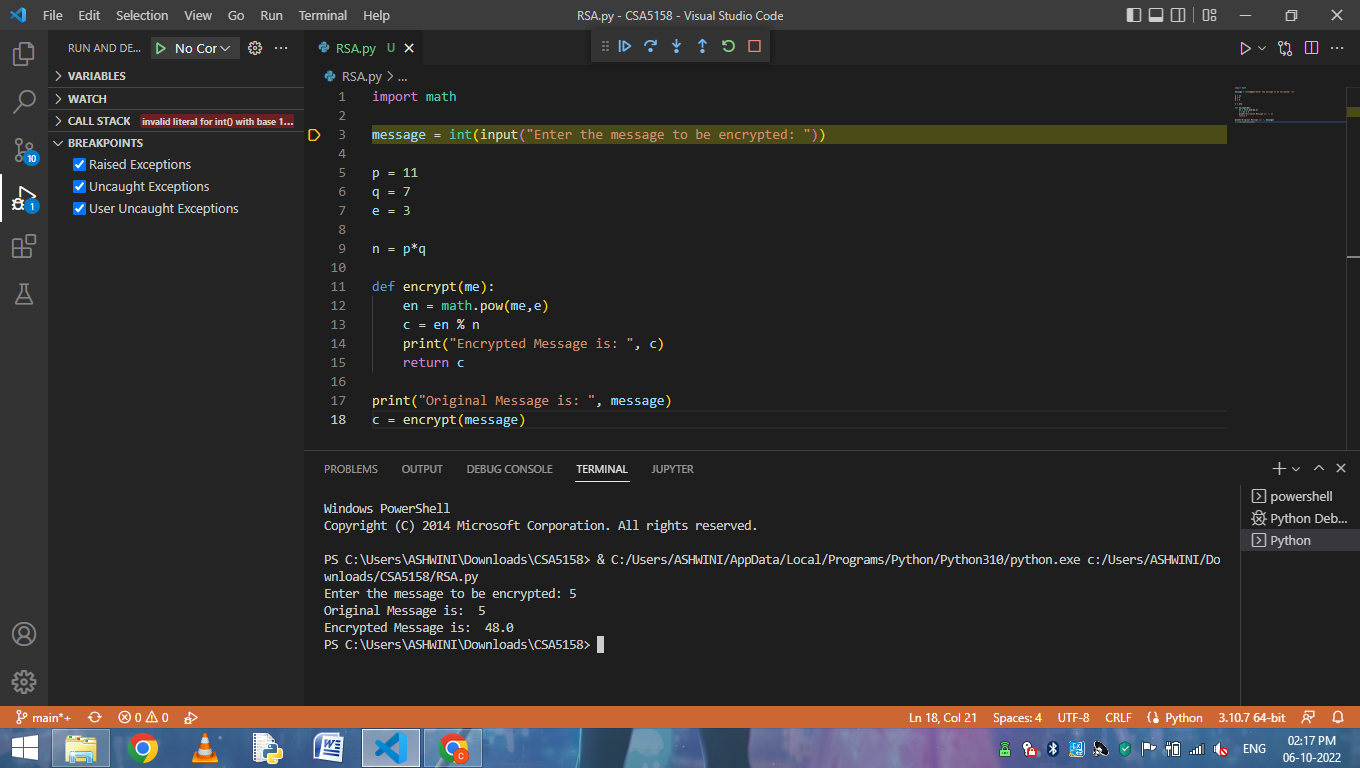 File Edit Selection View Go Run Terminal Help RSA.py - CSA5158 - Visual Studio Code
RUN AND DE... No Cor
VARIABLES
WATCH
CALL STACK invalid literal for int() with base 1...
BREAKPOINTS
Raised Exceptions
Uncaught Exceptions
User Uncaught Exceptions
10
1
RSA.py U
RSA.py > ...
1 import math
2
3 message = int(input("Enter the message to be encrypted: "))
4
5 p = 11
6 q = 7
7 e = 3
8
9 n = p*q
10
11 def encrypt(me):
12 en = math.pow(me,e)
13 c = en % n
14 print("Encrypted Message is: ", c)
15 return c
16
17 print("Original Message is: ", message)
18 c = encrypt(message)
PROBLEMS OUTPUT DEBUG CONSOLE TERMINAL JUPYTER
Windows PowerShell
Copyright (C) 2014 Microsoft Corporation. All rights reserved.
PS C:\Users\ASHWINI\Downloads\CSA5158> & C:/Users/ASHWINI/AppData/Local/Programs/Python/Python310/python.exe c:/Users/ASHWINI/Do
wnloads/CSA5158/RSA.py
Enter the message to be encrypted: 5
Original Message is:  5
Encrypted Message is:  48.0
PS C:\Users\ASHWINI\Downloads\CSA5158>
powershell
Python Deb...
Python
main*+ 0 0 Ln 18, Col 21 Spaces: 4 UTF-8 CRLF Python 3.10.7 64-bit
ENG
02:17 PM
06-10-2022